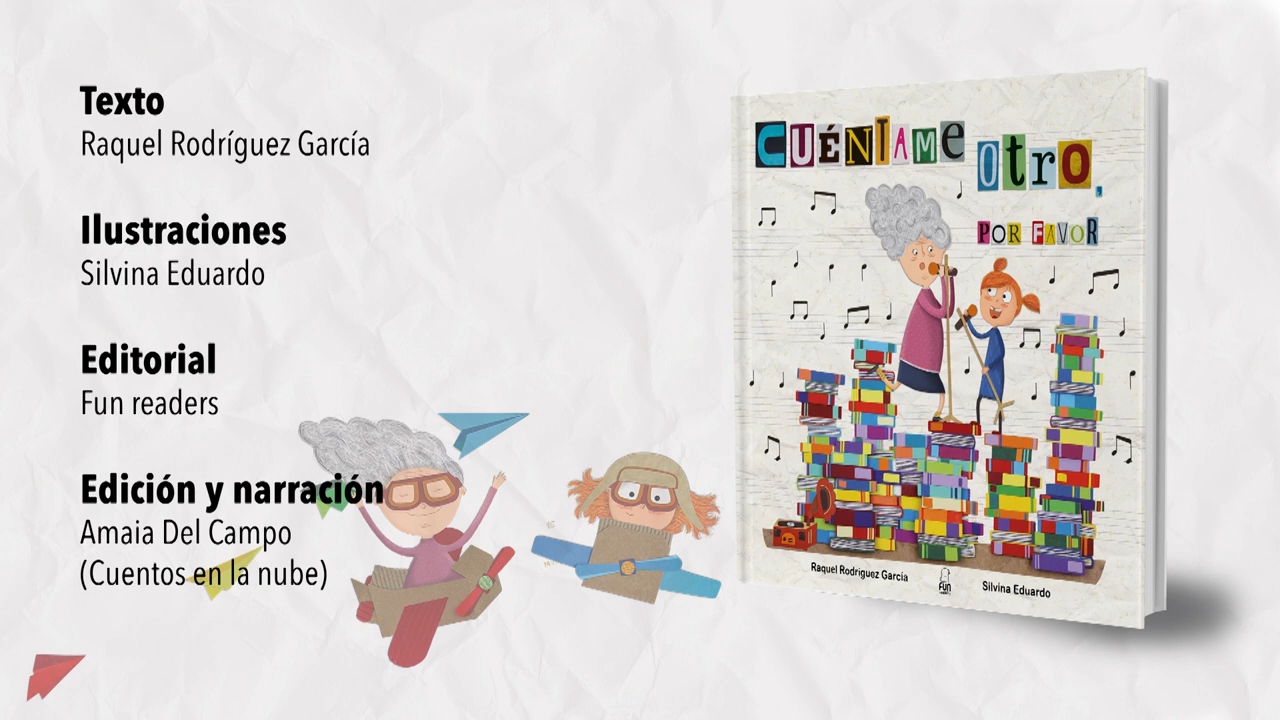 Texto
Raquel Rodríguez García
Ilustraciones
Silvina Eduardo
Editorial
Fun readers
Edición y narración
Amaia Del Campo
(Cuentos en la nube)
CUÉNTAME
otro,
POR FAVOR
Raquel Rodríguez García
FUN
Silvina Eduardo